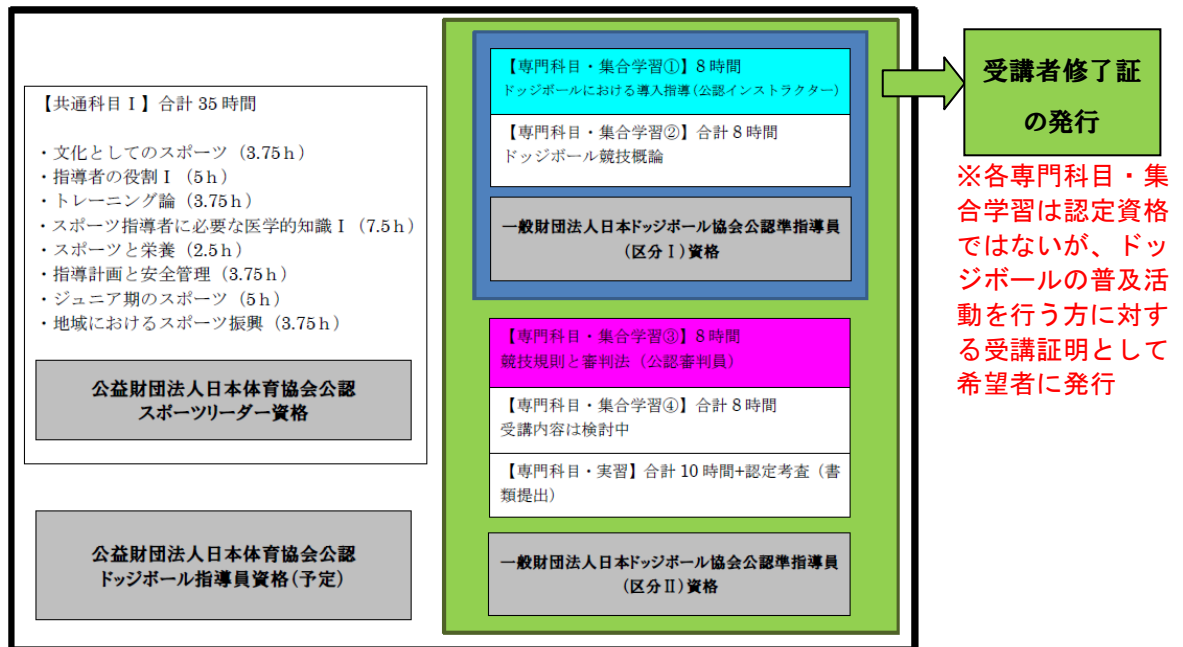 【共通科目Ⅰ】合計 35 時間
・文化としてのスポーツ（3.75ｈ）
・指導者の役割Ⅰ（5ｈ）
・トレーニング論（3.75ｈ）
・スポーツ指導者に必要な医学的知識Ⅰ（7.5ｈ）
・スポーツと栄養（2.5ｈ）
・指導計画と安全管理（3.75ｈ）
・ジュニア期のスポーツ（5ｈ）
・地域におけるスポーツ振興（3.75ｈ）
公益財団法人日本体育協会公認
スポーツリーダー資格
公益財団法人日本体育協会公認
ドッジボール指導員資格(予定)
【専門科目・集合学習①】8 時間
ドッジボールにおける導入指導(公認インストラクター)
【専門科目・集合学習②】合計 8 時間
ドッジボール競技概論
一般財団法人日本ドッジボール協会公認準指導員
(区分Ⅰ)資格
【専門科目・集合学習③】8 時間
競技規則と審判法（公認審判員）
【専門科目・集合学習④】合計 8 時間
受講内容は検討中
【専門科目・実習】合計 10 時間+認定考査（書
類提出）
一般財団法人日本ドッジボール協会公認準指導員
(区分Ⅱ)資格
受講者修了証
の発行
※各専門科目・集
合学習は認定資格
ではないが、ドッ
ジボールの普及活
動を行う方に対す
る受講証明として
希望者に発行